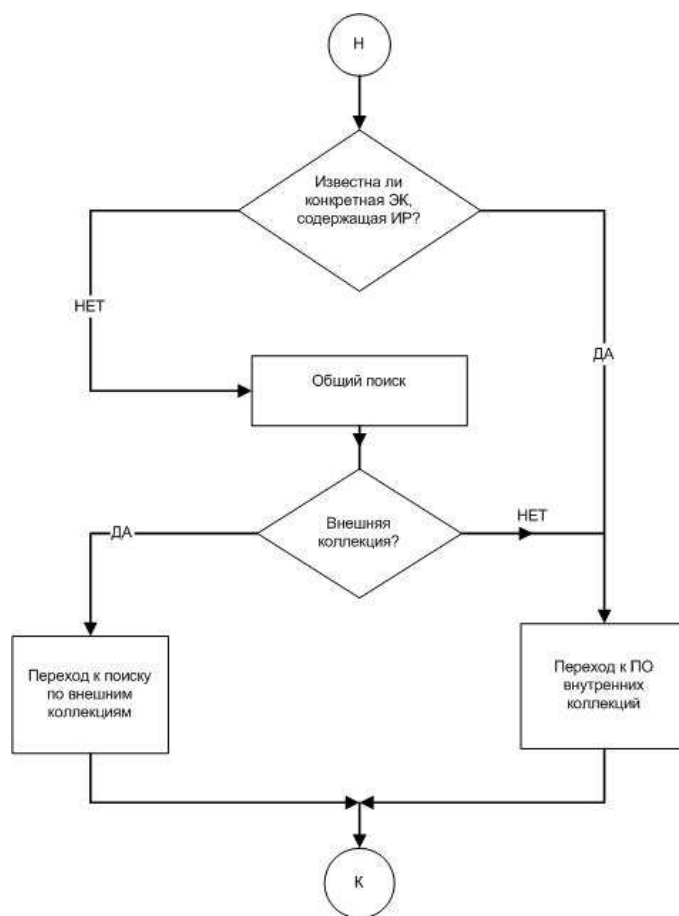 Н
Известна ли
конкретная ЭК,
содержащая ИР?
НЕТ
ДА
Общий поиск
Внешняя
коллекция?
НЕТ
ДА
Переход к поиску
по внешним
коллекциям
Переход к ПО
внутренних
коллекций
К